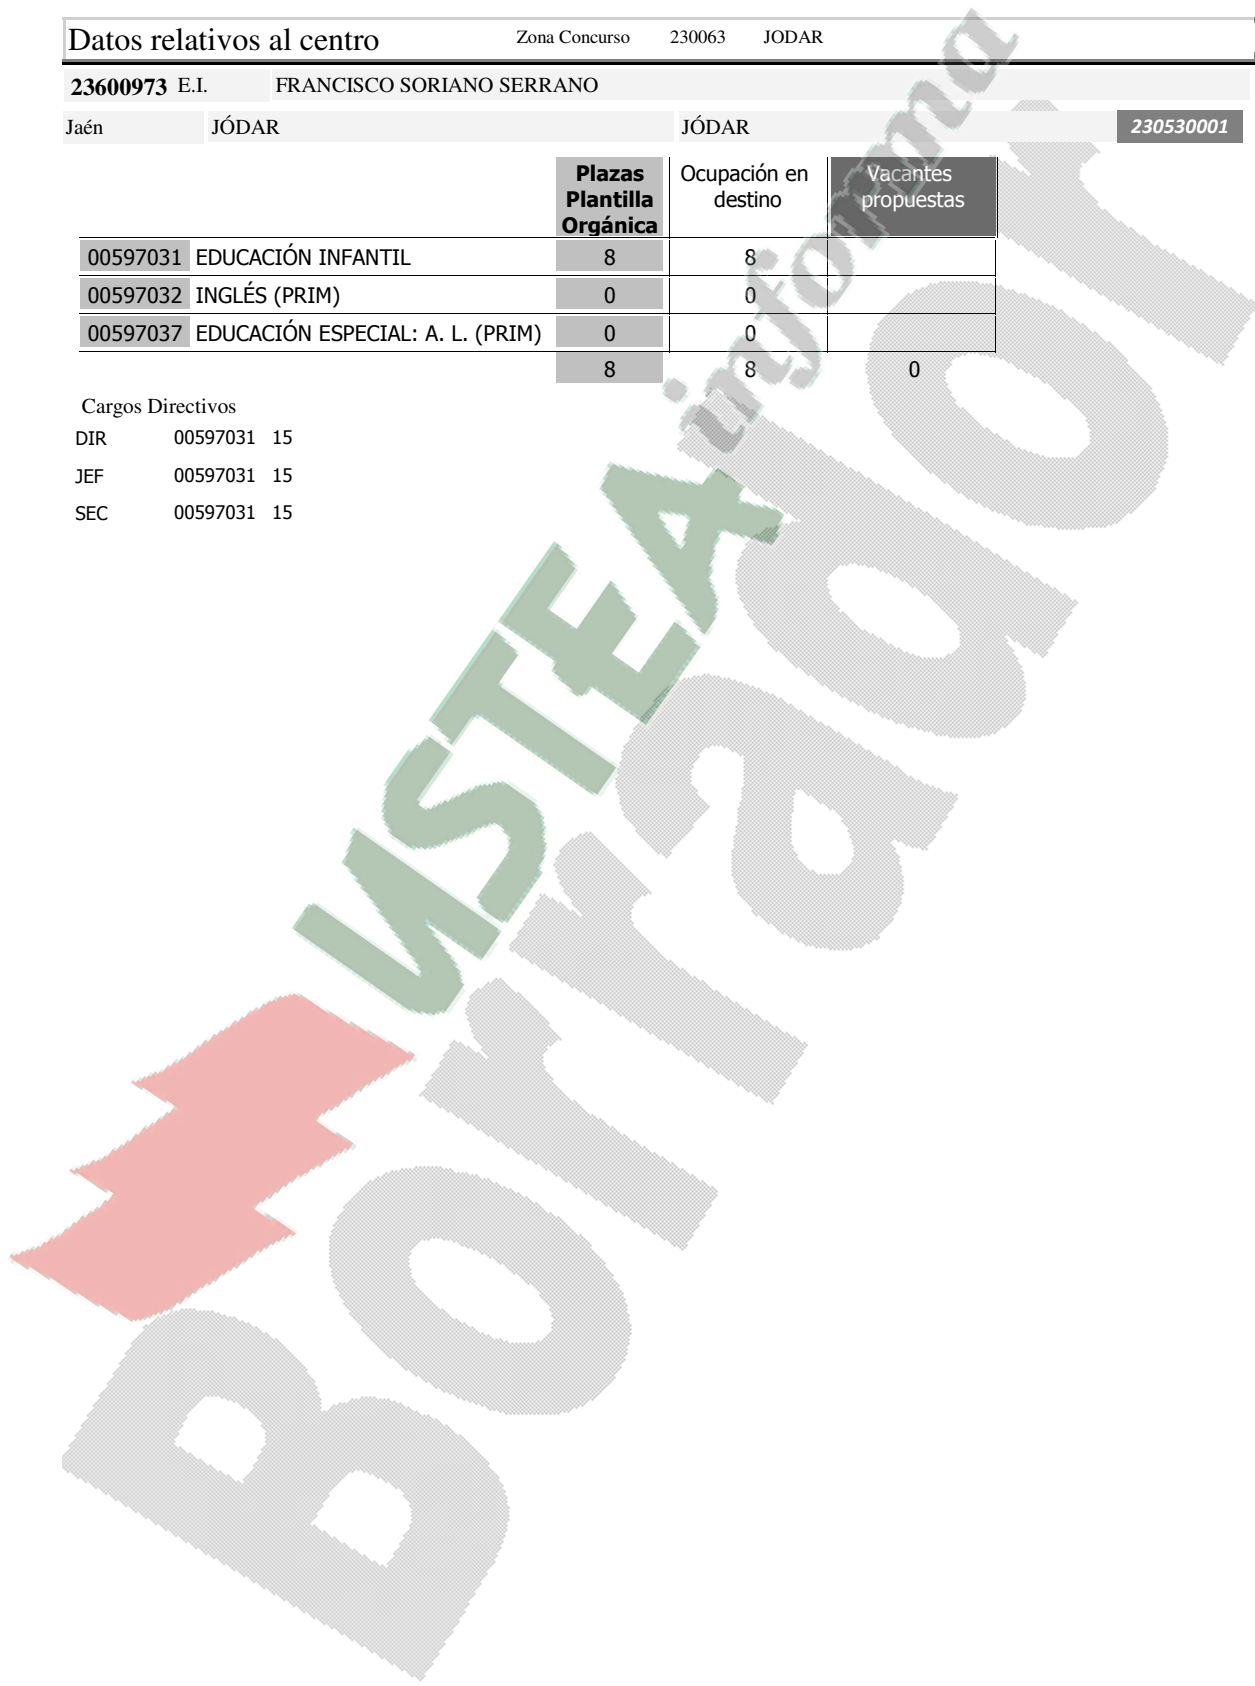 Datos relativos al centro Zona Concurso 230063 JODAR
23600973 E.I. FRANCISCO SORIANO SERRANO
Jaén JÓDAR JÓDAR 230530001
Plazas Plantilla Orgánica Ocupación en destino Vacantes propuestas
00597031 EDUCACIÓN INFANTIL 8 8
00597032 INGLÉS (PRIM) 0 0
00597037 EDUCACIÓN ESPECIAL: A. L. (PRIM) 0 0
8 8 0
Cargos Directivos
DIR 00597031 15
JEF 00597031 15
SEC 00597031 15
USTEA informa
Borrador